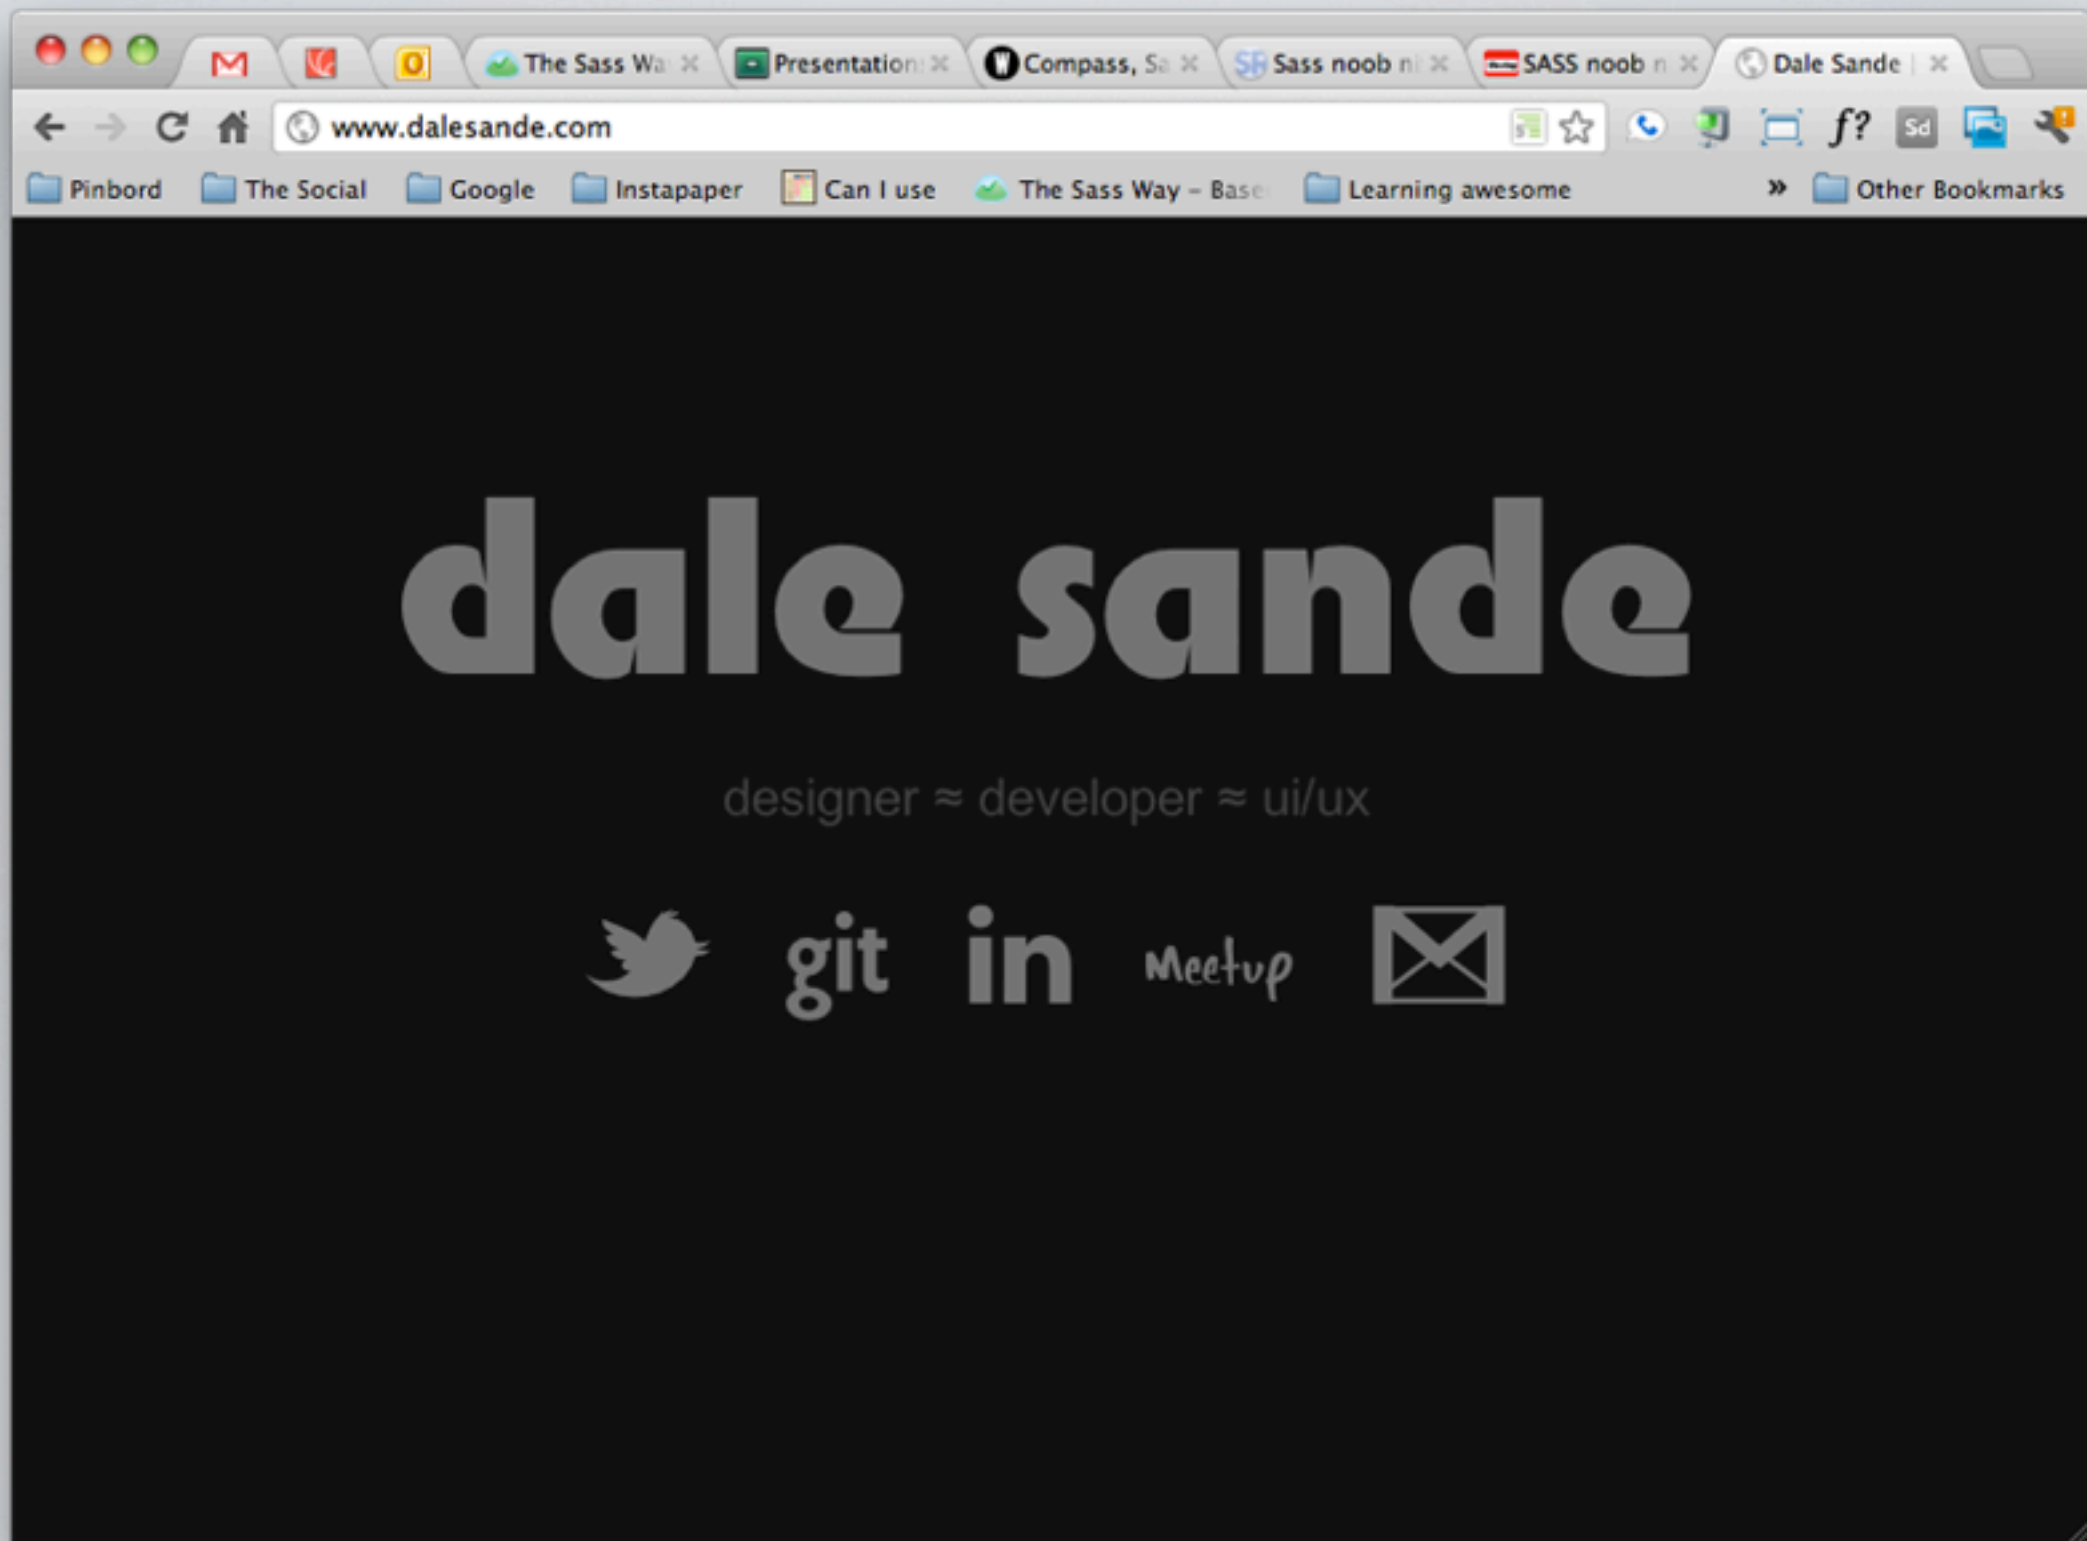 The Sass Wa
Presentation
Compass, Sa
Sass noob ni
SASS noob n
Dale Sande |
www.dalesande.com
f?
Sd
Pinbord
The Social
Google
Instapaper
Can I use
The Sass Way – Base
Learning awesome
»
Other Bookmarks
dale sande
designer ≈ developer ≈ ui/ux
git in Meetup